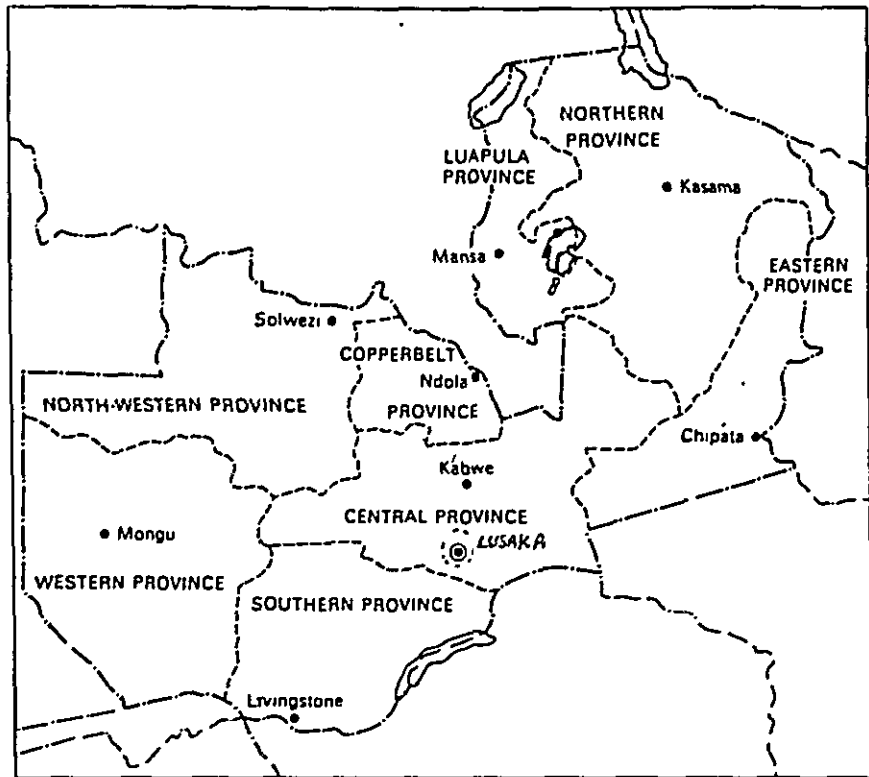 NORTHERN
PROVINCE
LUAPULA
PROVINCE
Kasama
Mansa
EASTERN
PROVINCE
Solwezi
COPPERBELT
Ndola
PROVINCE
NORTH-WESTERN PROVINCE
Chipata
Kabwe
CENTRAL PROVINCE
Mongu
LUSAKA
WESTERN PROVINCE
SOUTHERN PROVINCE
Livingstone